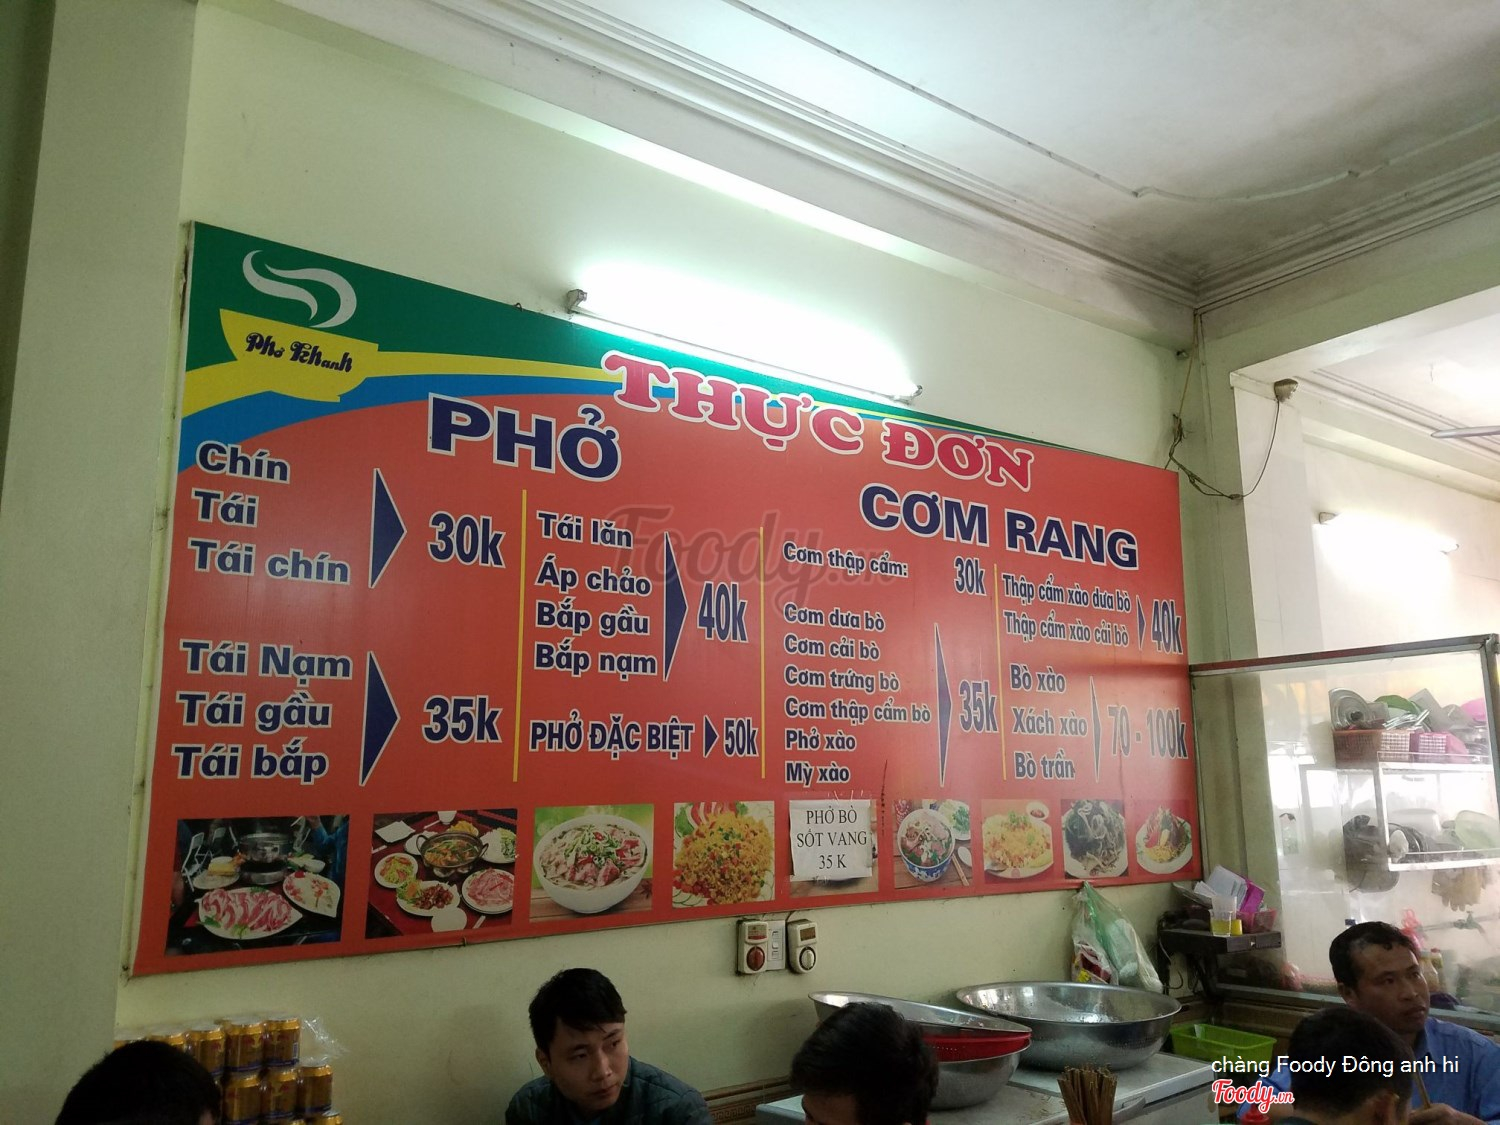 Phở Khanh
THỰC ĐƠN
PHỞ
Chín
Tái
Tái chín
30k
Tái Nạm
Tái gầu
Tái bắp
35k
Tái lăn
Áp chảo
Bắp gầu
Bắp nạm
40k
PHỞ ĐẶC BIỆT 50k
CƠM RANG
Cơm thập cẩm: 30k
Cơm dưa bò
Cơm cải bò
Cơm trứng bò
Cơm thập cẩm bò
Phở xào
Mỳ xào
35k
Thập cẩm xào dưa bò
Thập cẩm xào cải bò
40k
Bò xào
Xách xào
Bò trần
70 - 100k
PHỞ BÒ
SỐT VANG
35 K
Foody.vn
chàng Foody Đông anh hi
Foody.vn